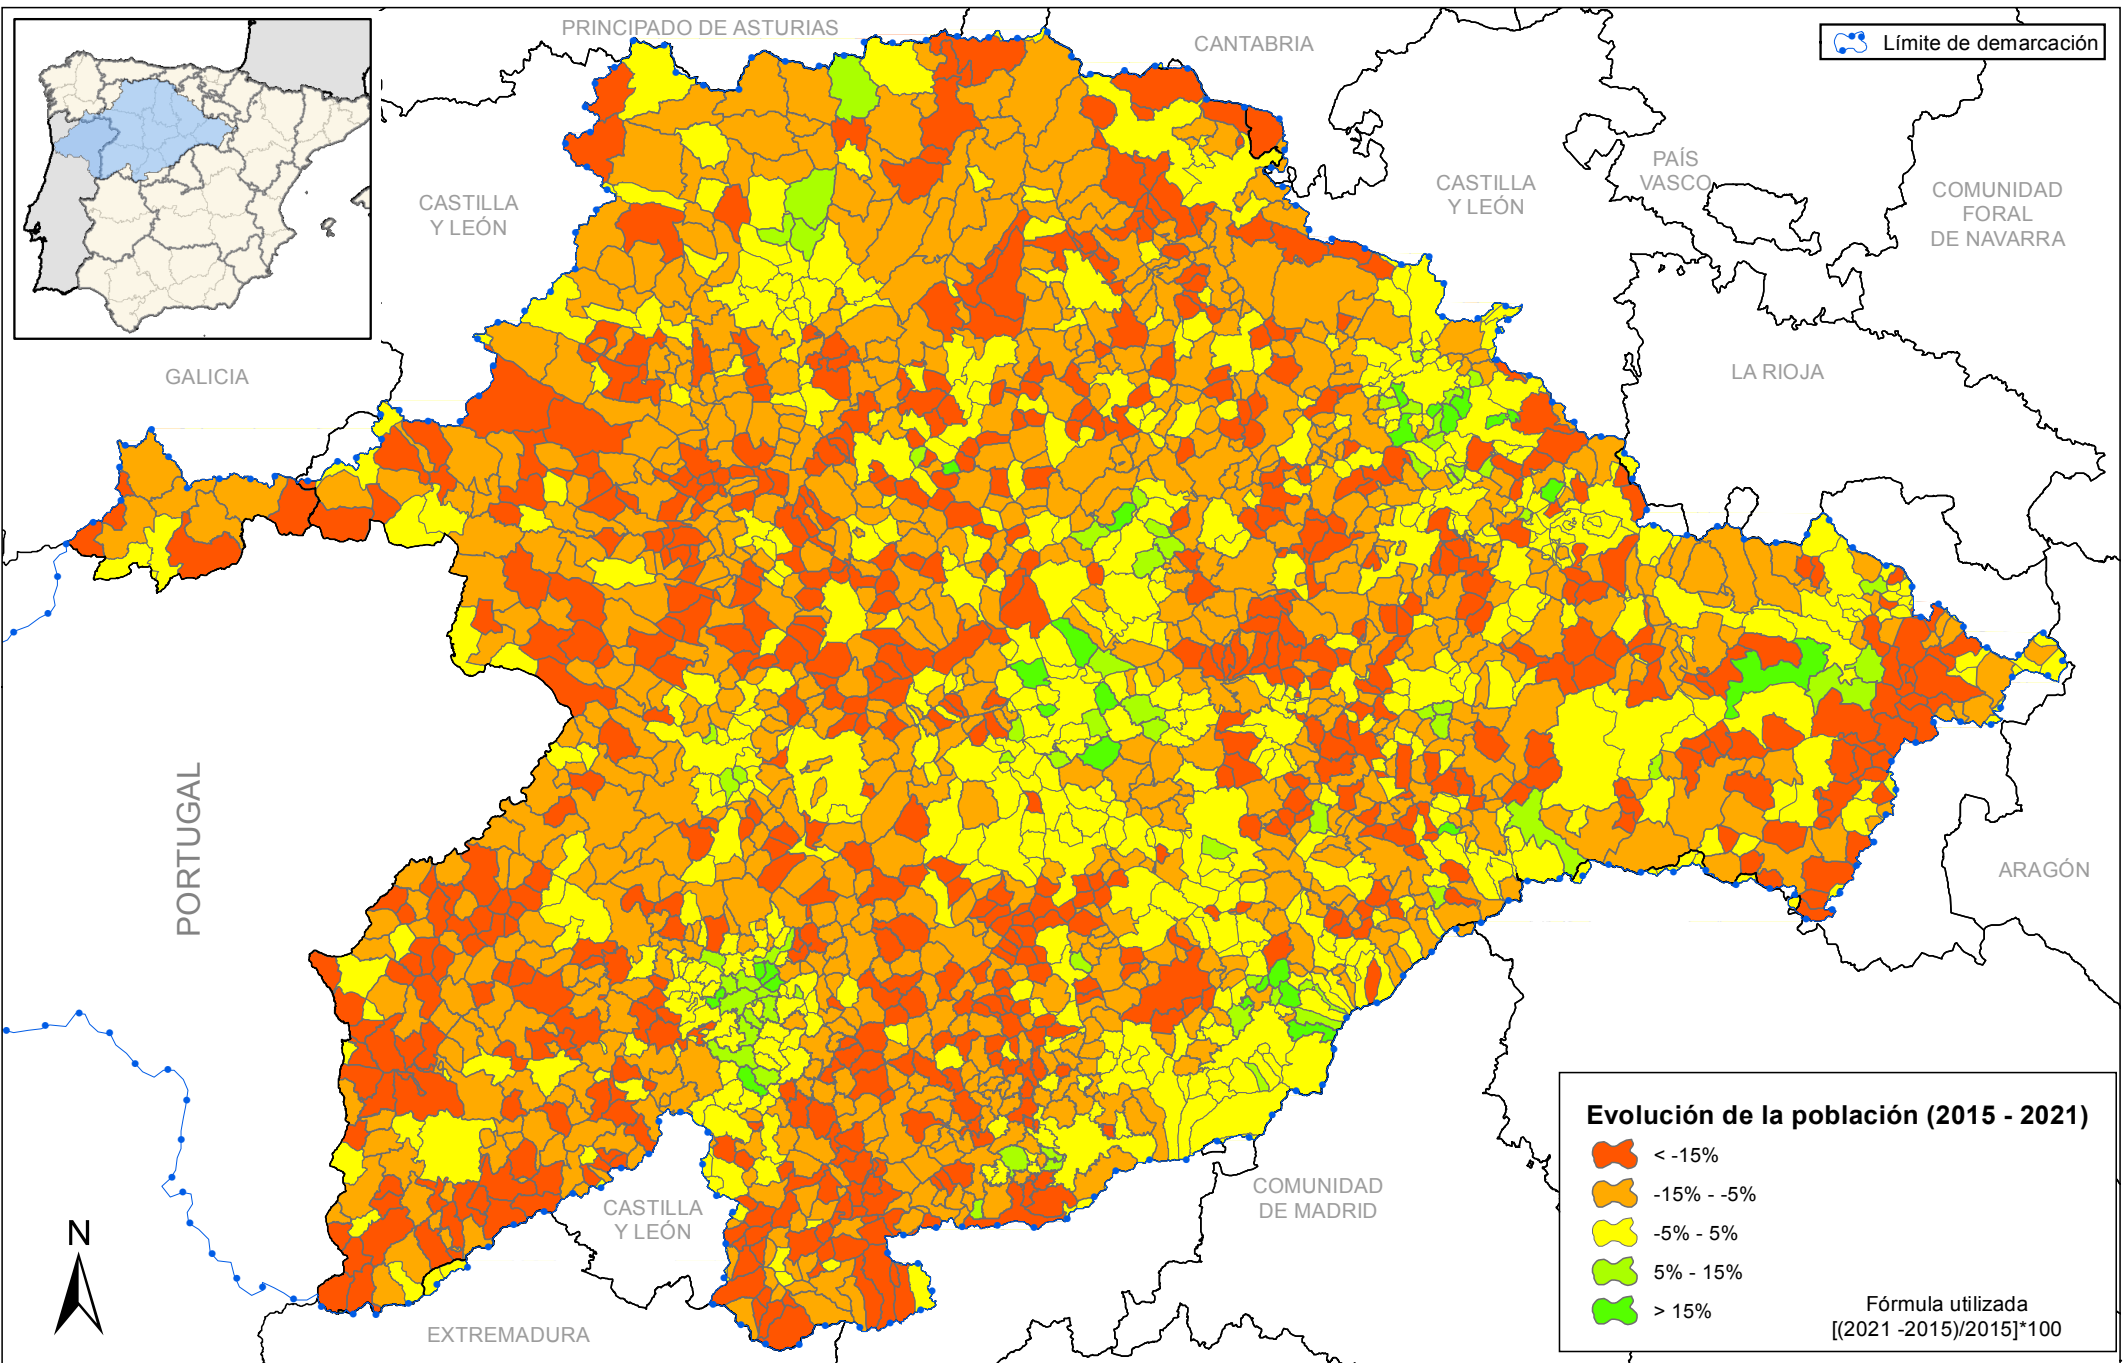 PRINCIPADO DE ASTURIAS
CANTABRIA
Límite de demarcación
CASTILLA
Y LEÓN
CASTILLA
Y LEÓN
PAÍS
VASCO
COMUNIDAD
FORAL
DE NAVARRA
GALICIA
LA RIOJA
PORTUGAL
ARAGÓN
CASTILLA
Y LEÓN
COMUNIDAD
DE MADRID
EXTREMADURA
N
Evolución de la población (2015 - 2021)
< -15%
-15% - -5%
-5% - 5%
5% - 15%
> 15%
Fórmula utilizada
[(2021 -2015)/2015]*100